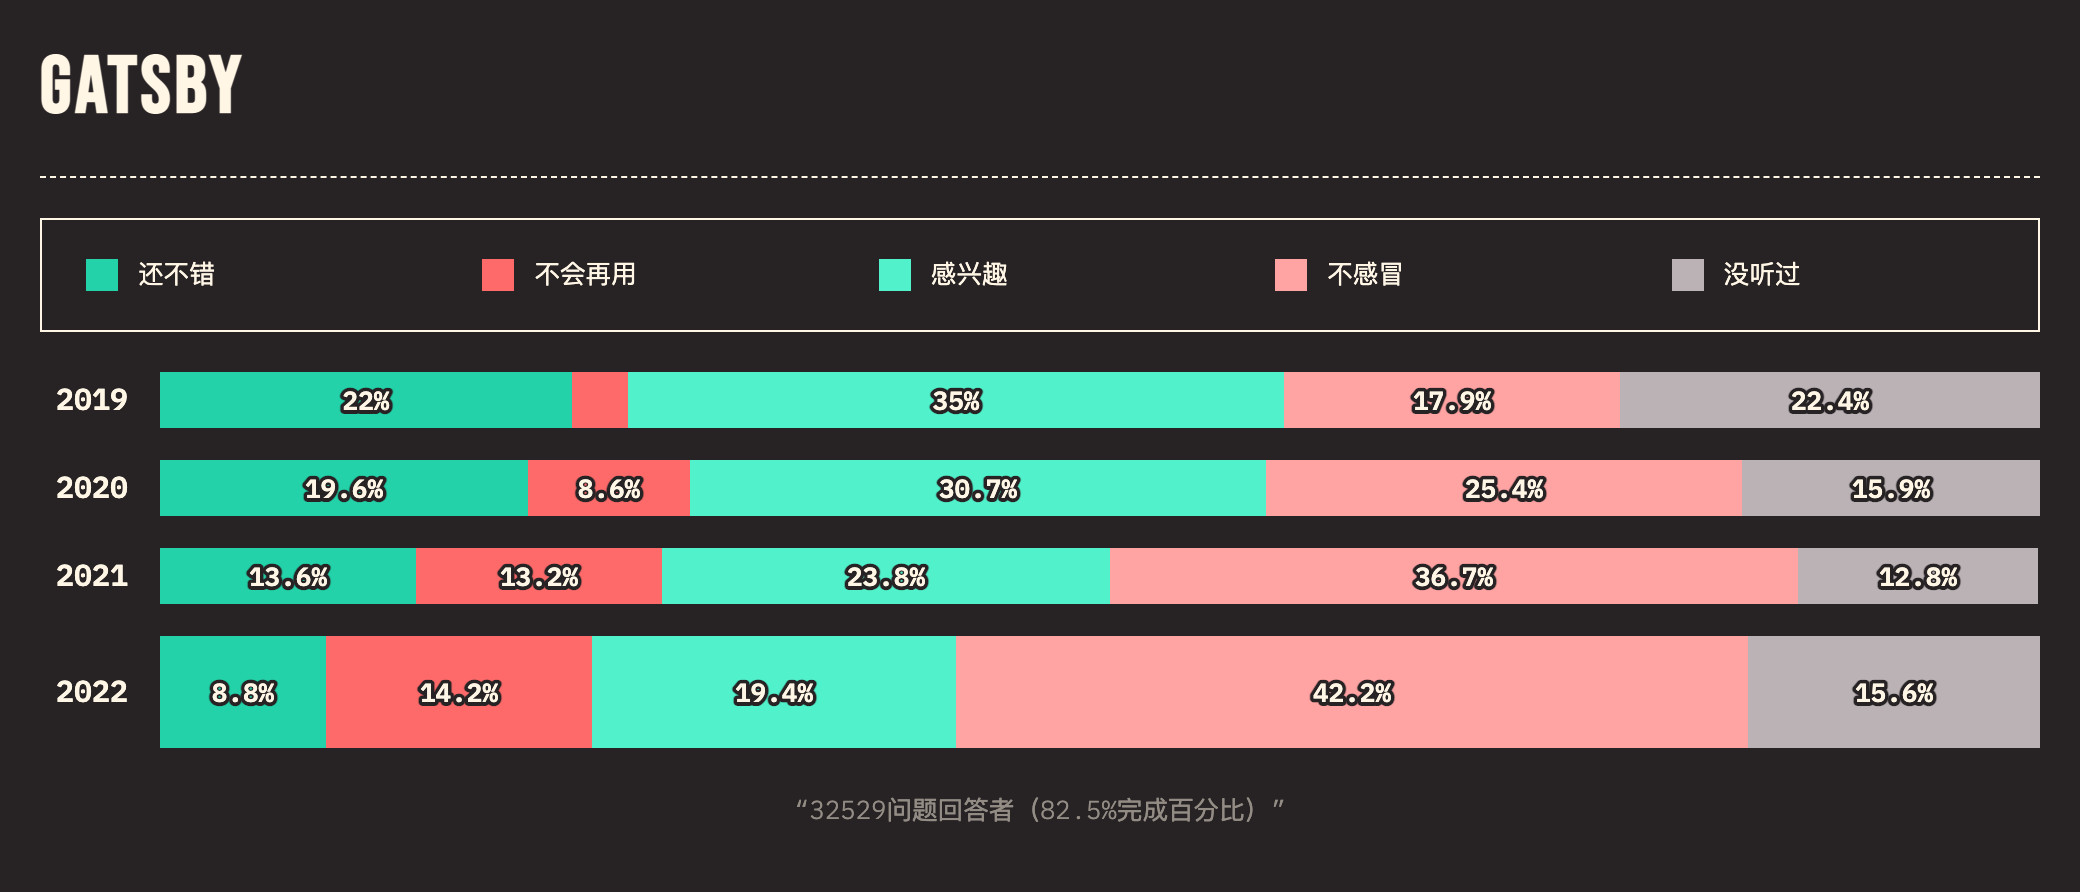 GATSBY
还不错 不会再用 感兴趣 不感冒 没听过
2019 22% 35% 17.9% 22.4%
2020 19.6% 8.6% 30.7% 25.4% 15.9%
2021 13.6% 13.2% 23.8% 36.7% 12.8%
2022 8.8% 14.2% 19.4% 42.2% 15.6%
“32529问题回答者（82.5%完成百分比）”